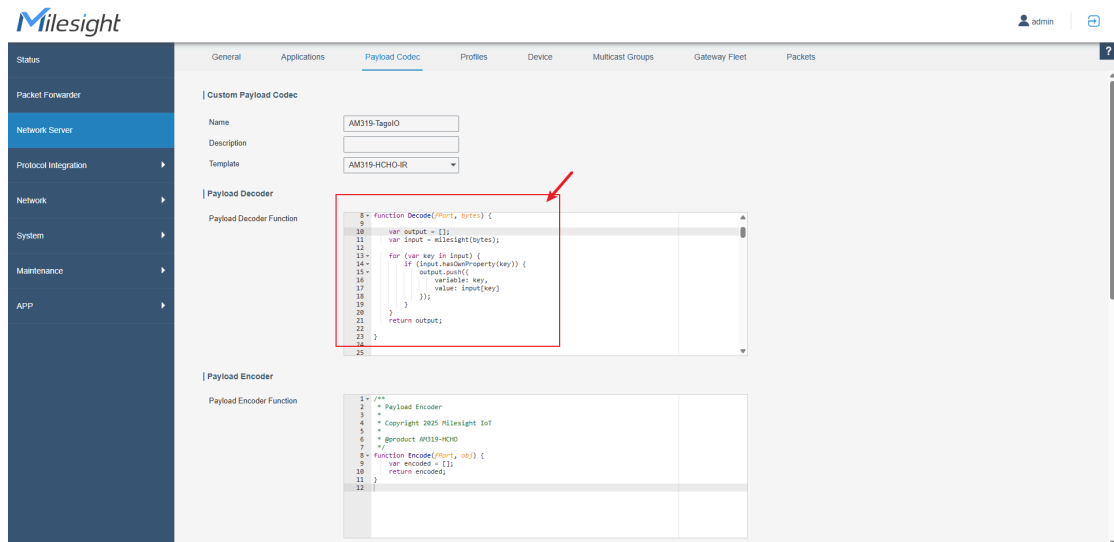 Milesight
admin
?
Status
Packet Forwarder
Network Server
Protocol Integration
Network
System
Maintenance
APP
General Applications Payload Codec Profiles Device Multicast Groups Gateway Fleet Packets
Custom Payload Codec
Name AM319-TagoIO
Description
Template AM319-HCHO-IR
Payload Decoder
Payload Decoder Function
8 function Decode(fPort, bytes) {
9
10 var output = [];
11 var input = milesight(bytes);
12
13 for (var key in input) {
14 if (input.hasOwnProperty(key)) {
15 output.push({
16 variable: key,
17 value: input[key]
18 });
19 }
20 }
21 return output;
22
23 }
24
25
Payload Encoder
Payload Encoder Function
1 /**
2 * Payload Encoder
3 *
4 * Copyright 2025 Milesight IoT
5 *
6 * @product AM319-HCHO
7 */
8 function Encode(fPort, obj) {
9 var encoded = [];
10 return encoded;
11 }
12